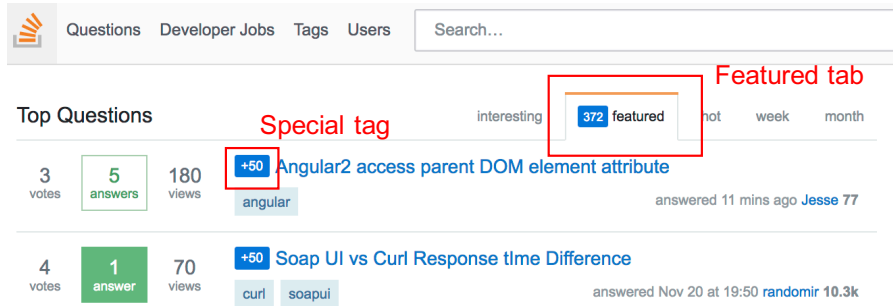 Questions Developer Jobs Tags Users Search…
Featured tab
Top Questions interesting 372 featured hot week month
Special tag
3 votes 5 answers 180 views +50 Angular2 access parent DOM element attribute
angular answered 11 mins ago Jesse 77
4 votes 1 answer 70 views +50 Soap UI vs Curl Response tIme Difference
curl soapui answered Nov 20 at 19:50 randomir 10.3k